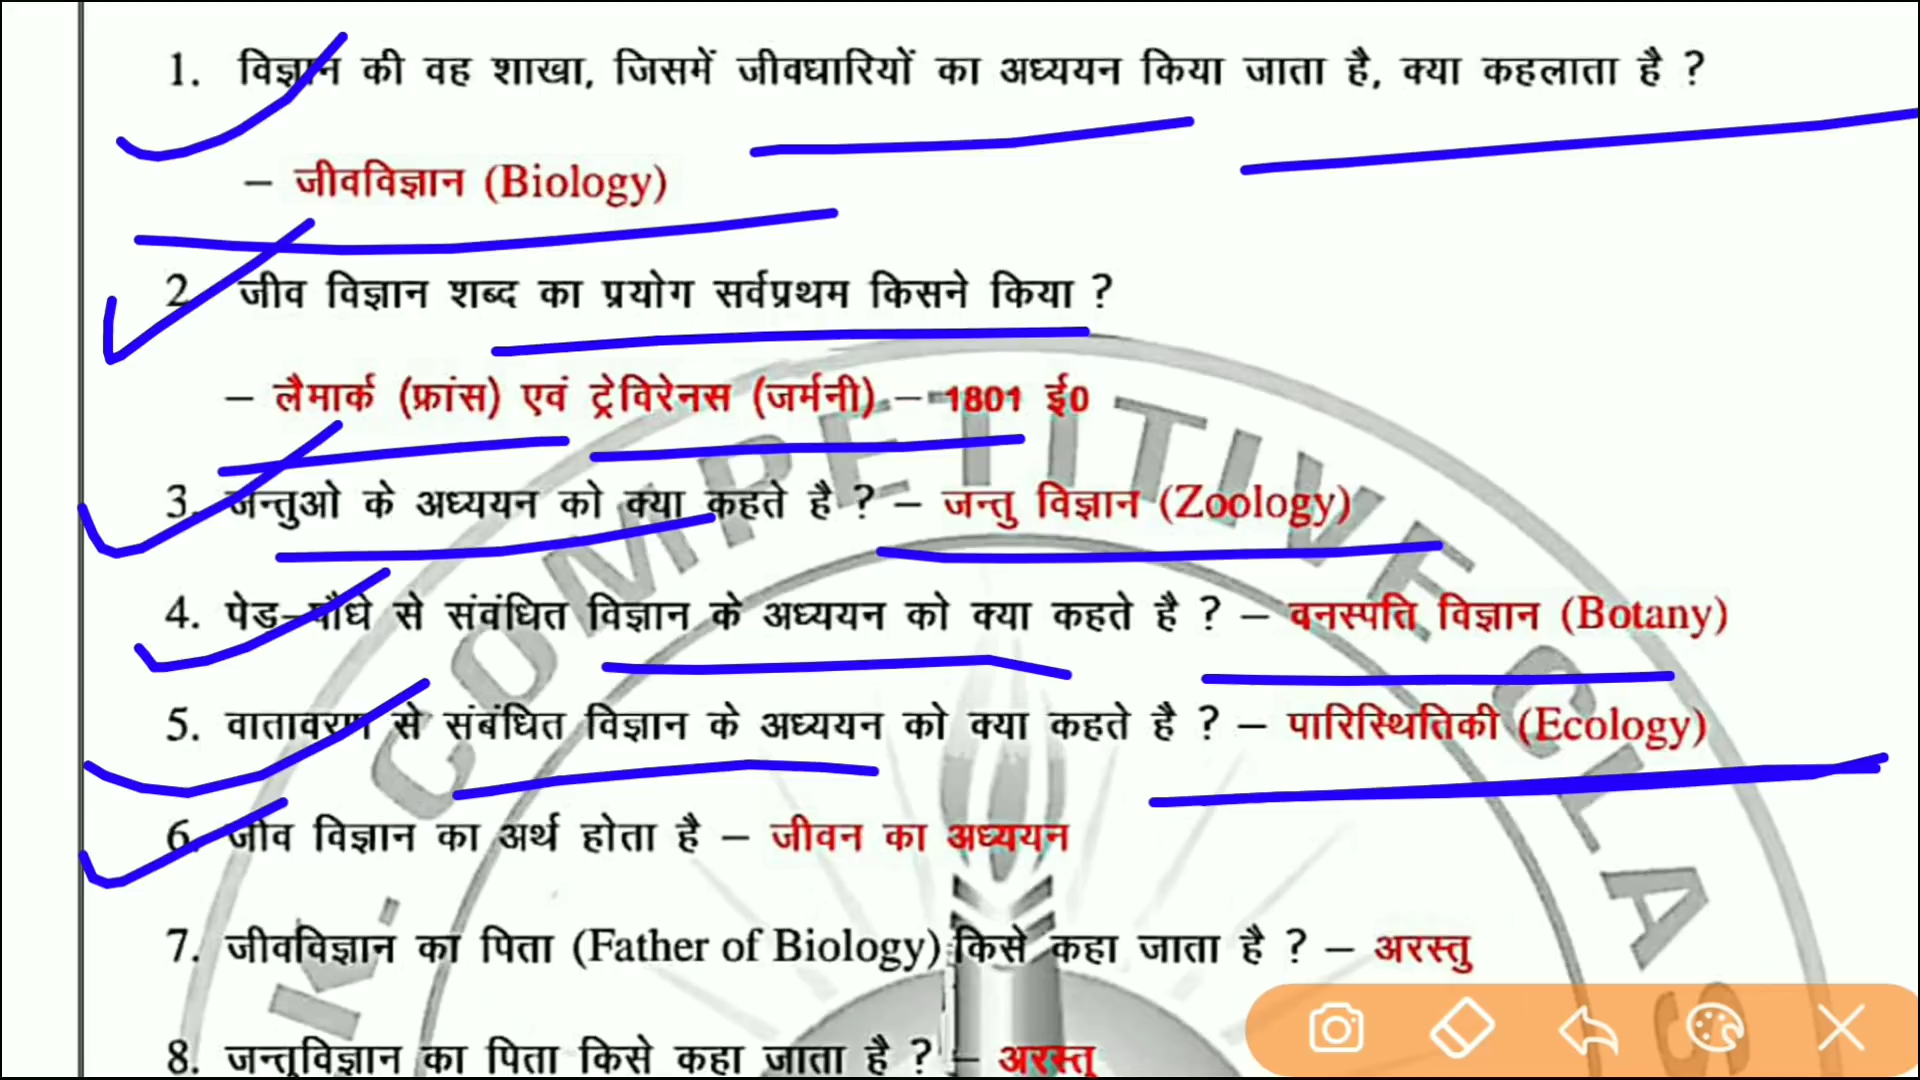 1. विज्ञान की वह शाखा, जिसमें जीवधारियों का अध्ययन किया जाता है, क्या कहलाता है ?
– जीवविज्ञान (Biology)
2. जीव विज्ञान शब्द का प्रयोग सर्वप्रथम किसने किया ?
– लैमार्क (फ्रांस) एवं ट्रेविरेनस (जर्मनी) – 1801 ई0
3. जन्तुओ के अध्ययन को क्या कहते है ? – जन्तु विज्ञान (Zoology)
4. पेड–पौधे से संबंधित विज्ञान के अध्ययन को क्या कहते है ? – वनस्पति विज्ञान (Botany)
5. वातावरण से संबंधित विज्ञान के अध्ययन को क्या कहते है ? – पारिस्थितिकी (Ecology)
6. जीव विज्ञान का अर्थ होता है – जीवन का अध्ययन
7. जीवविज्ञान का पिता (Father of Biology) किसे कहा जाता है ? – अरस्तु
8. जन्तुविज्ञान का पिता किसे कहा जाता है ? – अरस्तु
K. COMPETITIVE CLAS